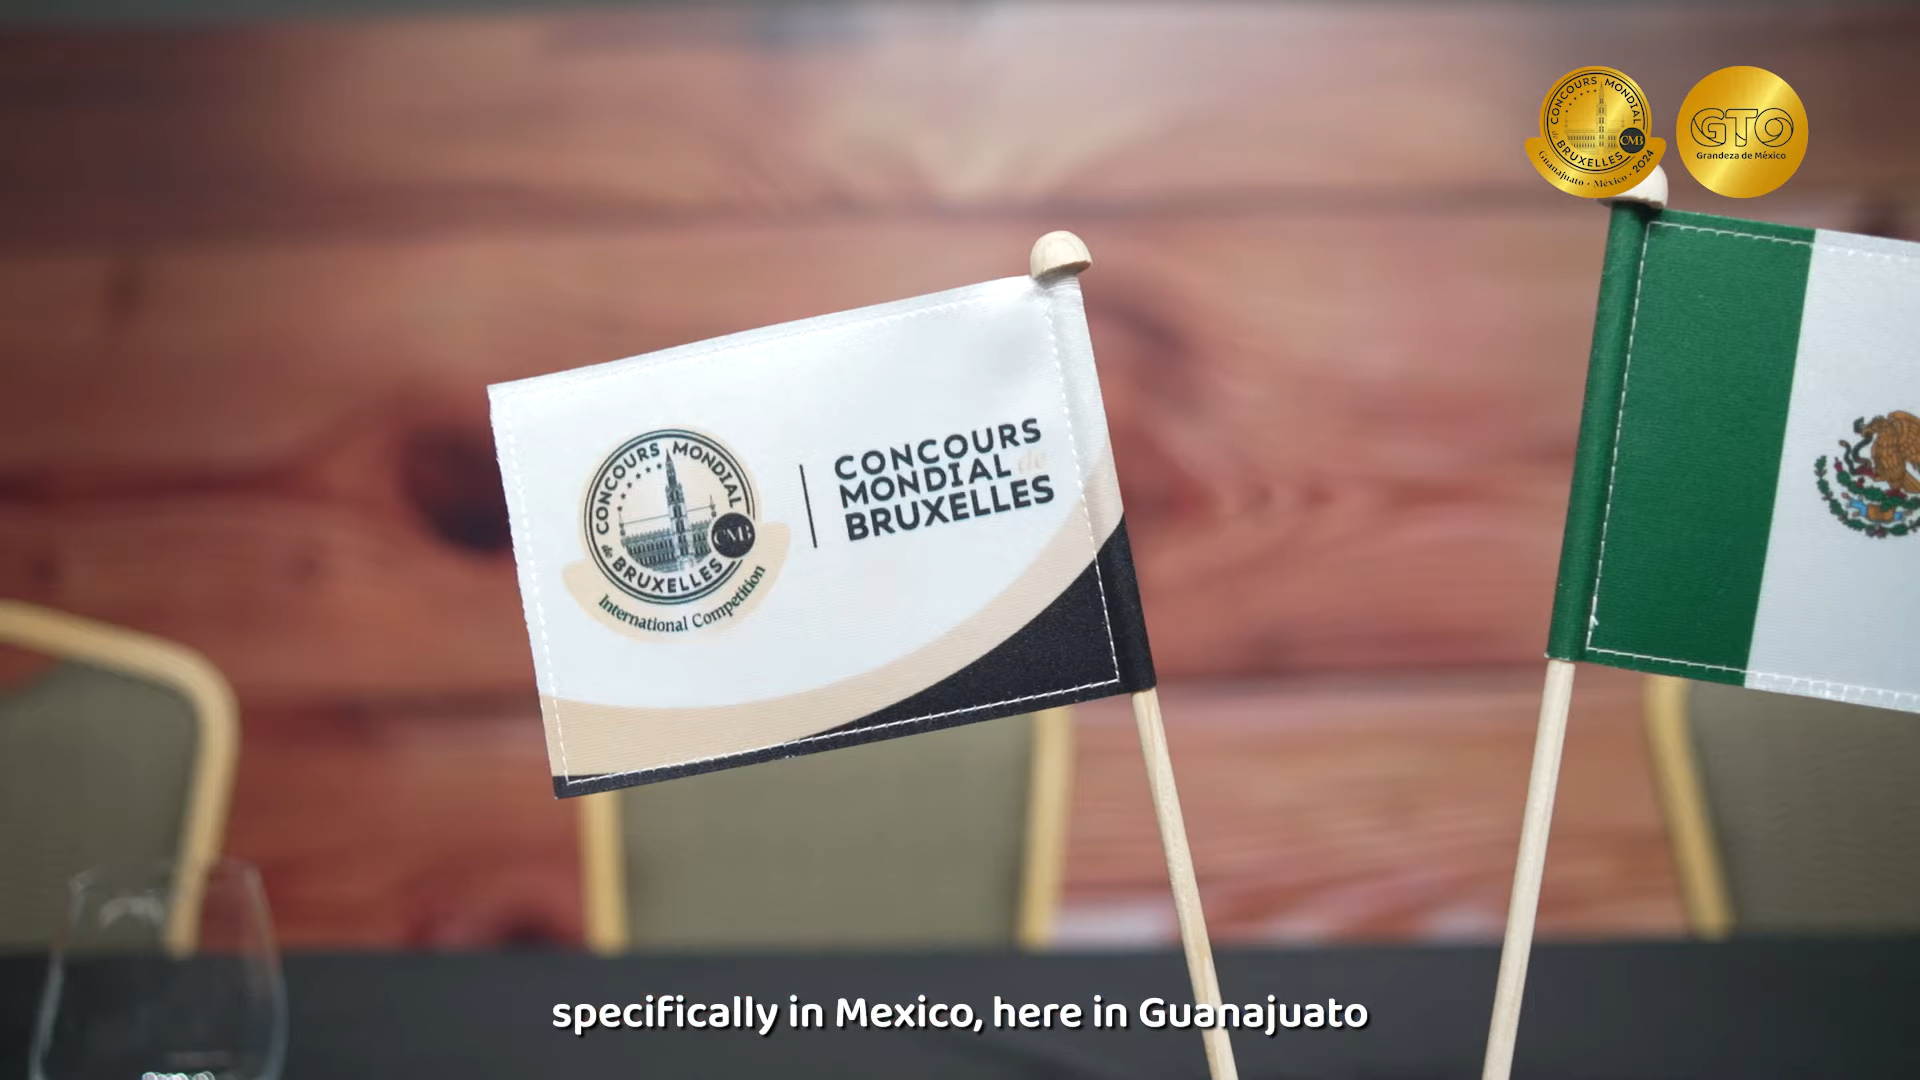 CONCOURS MONDIAL
de BRUXELLES
CMB
Guanajuato • México • 2024
GTO
Grandeza de México
CONCOURS MONDIAL
de BRUXELLES
CMB
International Competition
CONCOURS
MONDIAL de
BRUXELLES
specifically in Mexico, here in Guanajuato